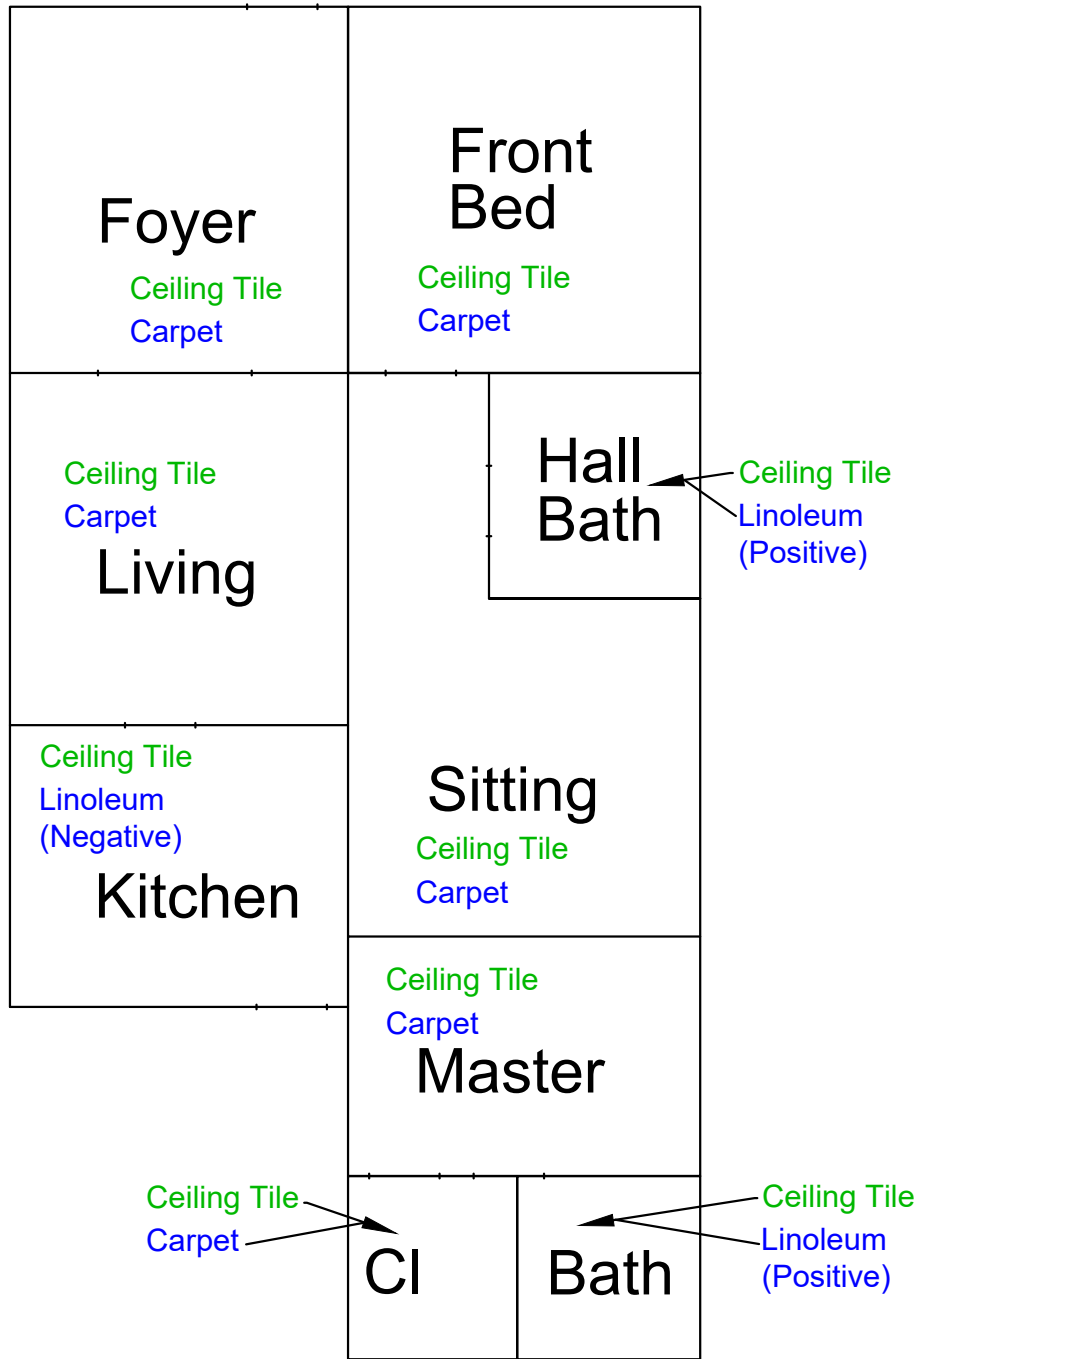 Front
Bed
Ceiling Tile
Carpet
Foyer
Ceiling Tile
Carpet
Ceiling Tile
Carpet
Living
Hall
Bath
Ceiling Tile
Linoleum
(Positive)
Ceiling Tile
Linoleum
(Negative)
Kitchen
Sitting
Ceiling Tile
Carpet
Ceiling Tile
Carpet
Master
Ceiling Tile
Carpet
Cl
Bath
Ceiling Tile
Linoleum
(Positive)